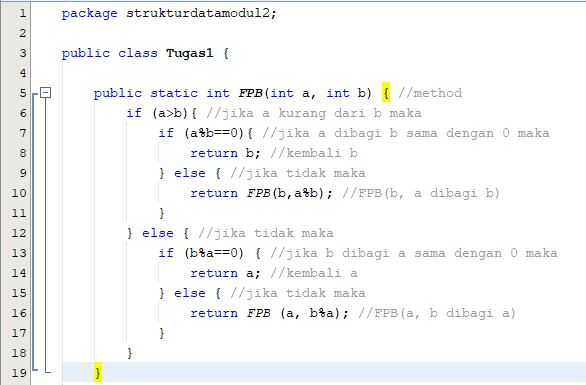 1 package strukturdatamodul2;
2
3 public class Tugas1 {
4
5 public static int FPB(int a, int b) { //method
6 if (a>b){ //jika a kurang dari b maka
7 if (a%b==0){ //jika a dibagi b sama dengan 0 maka
8 return b; //kembali b
9 } else { //jika tidak maka
10 return FPB(b,a%b); //FPB(b, a dibagi b)
11 }
12 } else { //jika tidak maka
13 if (b%a==0) { //jika b dibagi a sama dengan 0 maka
14 return a; //kembali a
15 } else { //jika tidak maka
16 return FPB (a, b%a); //FPB(a, b dibagi a)
17 }
18 }
19 }